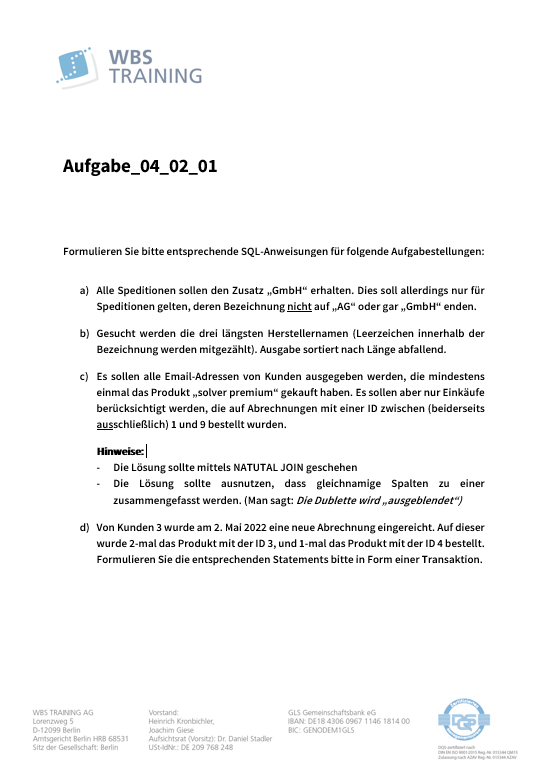 WBS
TRAINING
Aufgabe_04_02_01
Formulieren Sie bitte entsprechende SQL-Anweisungen für folgende Aufgabestellungen:
a) Alle Speditionen sollen den Zusatz „GmbH“ erhalten. Dies soll allerdings nur für
Speditionen gelten, deren Bezeichnung nicht auf „AG“ oder gar „GmbH“ enden.
b) Gesucht werden die drei längsten Herstellernamen (Leerzeichen innerhalb der
Bezeichnung werden mitgezählt). Ausgabe sortiert nach Länge abfallend.
c) Es sollen alle Email-Adressen von Kunden ausgegeben werden, die mindestens
einmal das Produkt „solver premium“ gekauft haben. Es sollen aber nur Einkäufe
berücksichtigt werden, die auf Abrechnungen mit einer ID zwischen (beiderseits
ausschließlich) 1 und 9 bestellt wurden.
Hinweise:
- Die Lösung sollte mittels NATUTAL JOIN geschehen
- Die Lösung sollte ausnutzen, dass gleichnamige Spalten zu einer
zusammengefasst werden. (Man sagt: Die Dublette wird „ausgeblendet“)
d) Von Kunden 3 wurde am 2. Mai 2022 eine neue Abrechnung eingereicht. Auf dieser
wurde 2-mal das Produkt mit der ID 3, und 1-mal das Produkt mit der ID 4 bestellt.
Formulieren Sie die entsprechenden Statements bitte in Form einer Transaktion.
WBS TRAINING AG
Lorenzweg 5
D-12099 Berlin
Amtsgericht Berlin HRB 68531
Sitz der Gesellschaft: Berlin
Vorstand:
Heinrich Kronbichler,
Joachim Giese
Aufsichtsrat (Vorsitz): Dr. Daniel Stadler
USt-IdNr.: DE 209 768 248
GLS Gemeinschaftsbank eG
IBAN: DE18 4306 0967 1146 1814 00
BIC: GENODEM1GLS
DQS